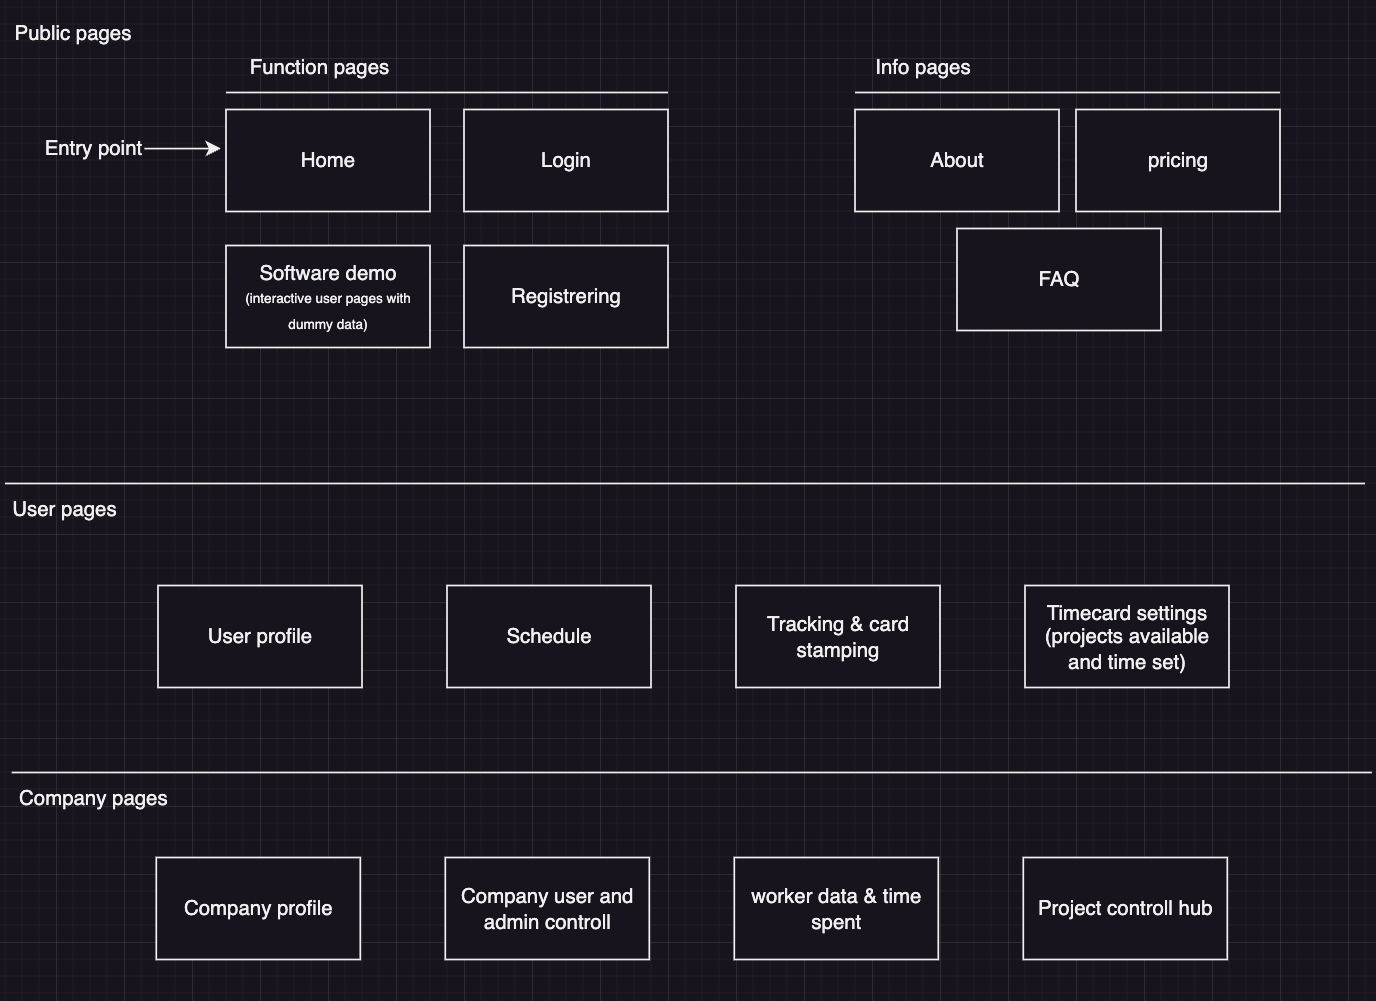 Public pages
Function pages
Info pages
Entry point
Home
Login
About
pricing
Software demo
(interactive user pages with
dummy data)
Registrering
FAQ
User pages
User profile
Schedule
Tracking & card
stamping
Timecard settings
(projects available
and time set)
Company pages
Company profile
Company user and
admin controll
worker data & time
spent
Project controll hub